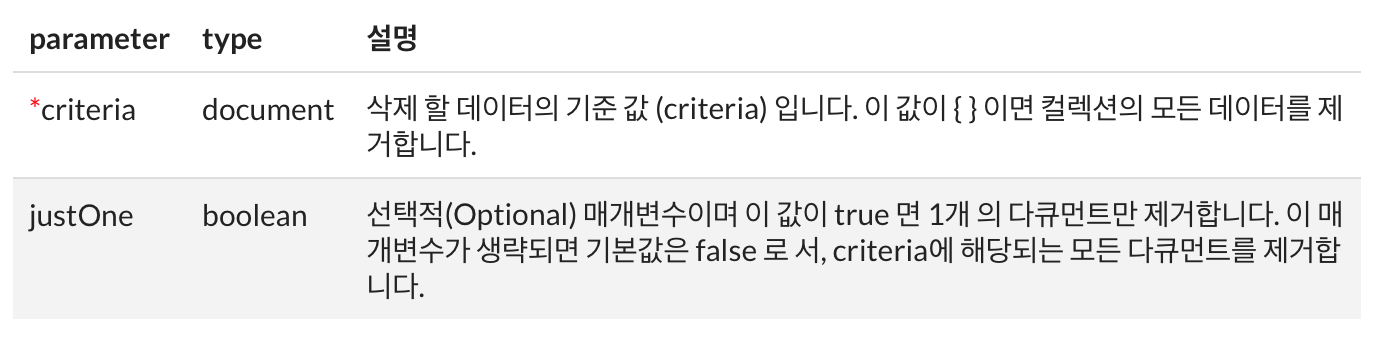 parameter type 설명
*criteria document 삭제 할 데이터의 기준 값 (criteria) 입니다. 이 값이 { } 이면 컬렉션의 모든 데이터를 제
거합니다.
justOne boolean 선택적(Optional) 매개변수이며 이 값이 true 면 1개 의 다큐먼트만 제거합니다. 이 매
개변수가 생략되면 기본값은 false 로 서, criteria에 해당되는 모든 다큐먼트를 제거합
니다.